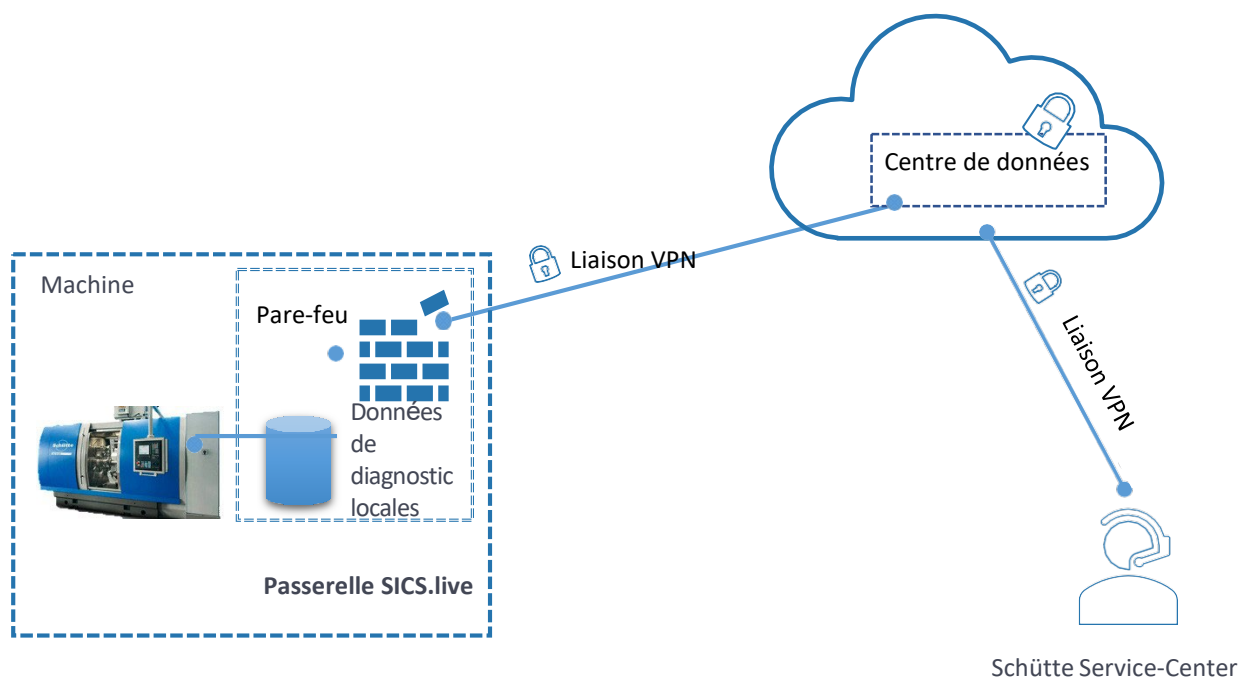 Centre de données
Liaison VPN
Machine
Pare-feu
Liaison VPN
Données
de
diagnostic
locales
Passerelle SICS.live
Schütte Service-Center